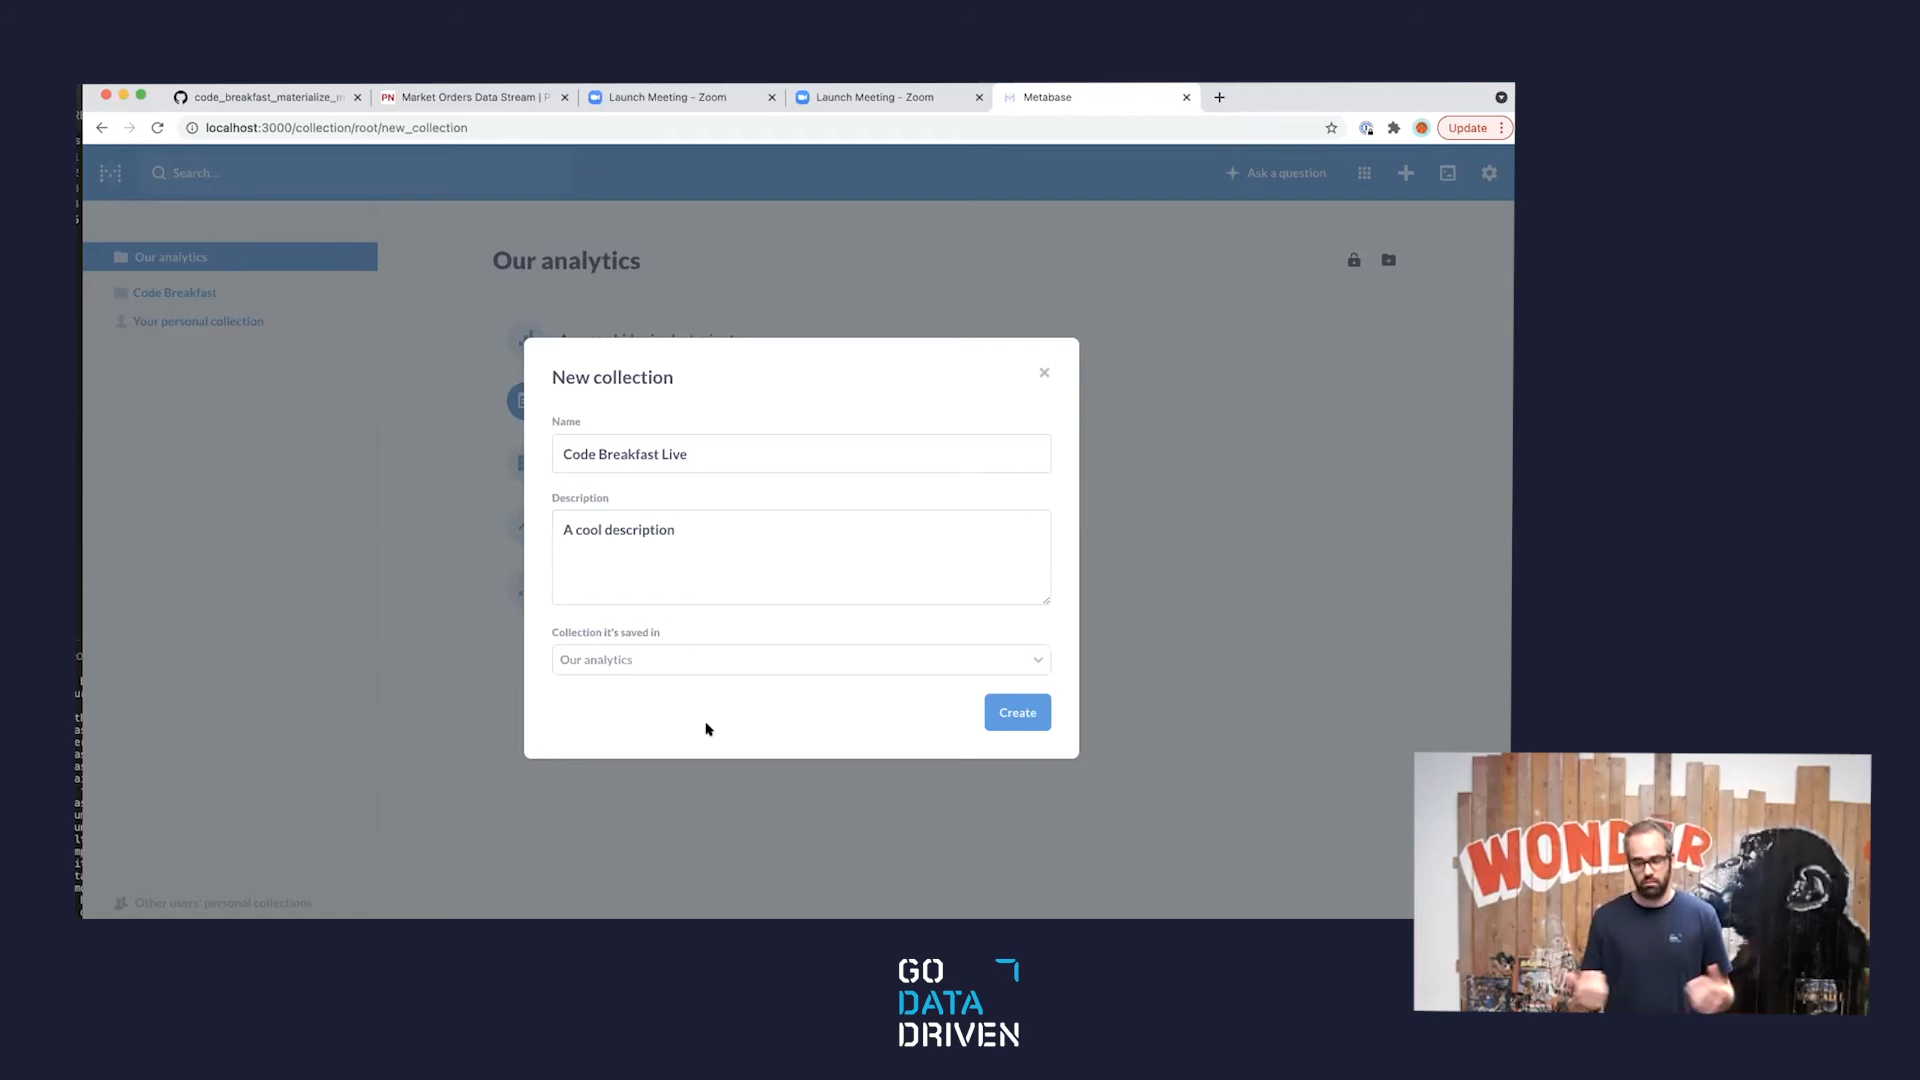 code_breakfast_materialize_m
Market Orders Data Stream | P
Launch Meeting - Zoom
Launch Meeting - Zoom
Metabase
localhost:3000/collection/root/new_collection
Update
Search...
Ask a question
Our analytics
Code Breakfast
Your personal collection
Our analytics
New collection
Name
Code Breakfast Live
Description
A cool description
Collection it's saved in
Our analytics
Create
Other users' personal collections
WONDER
GO
DATA
DRIVEN